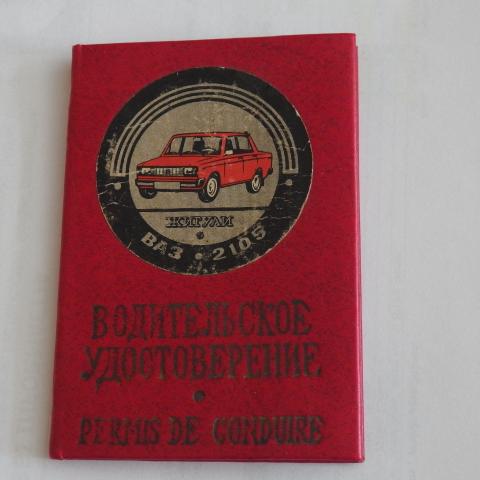 ЖИГУЛИ
ВАЗ • 2105
ВОДИТЕЛЬСКОЕ
УДОСТОВЕРЕНИЕ
•
PERMIS DE CONDUIRE